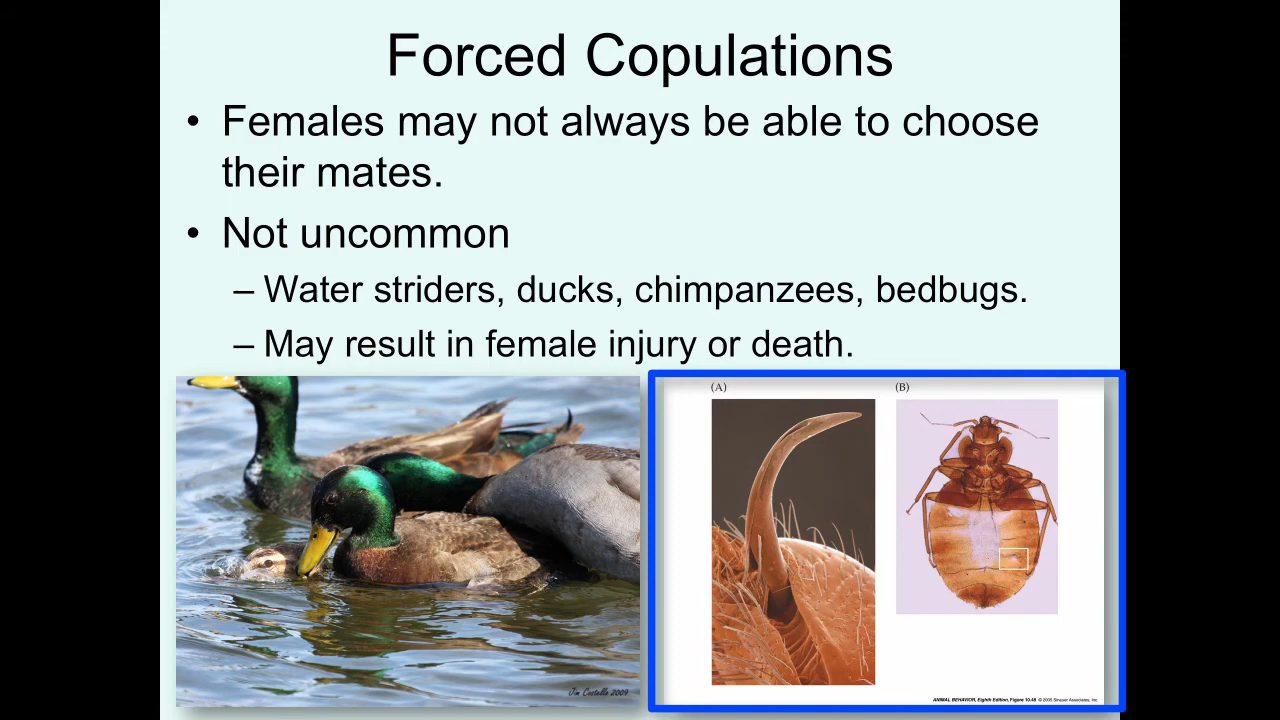 Forced Copulations
• Females may not always be able to choose
their mates.
• Not uncommon
– Water striders, ducks, chimpanzees, bedbugs.
– May result in female injury or death.
(A) (B)
Jim Costello 2009
ANIMAL BEHAVIOR, Eighth Edition, Figure 10.48 © 2005 Sinauer Associates, Inc.